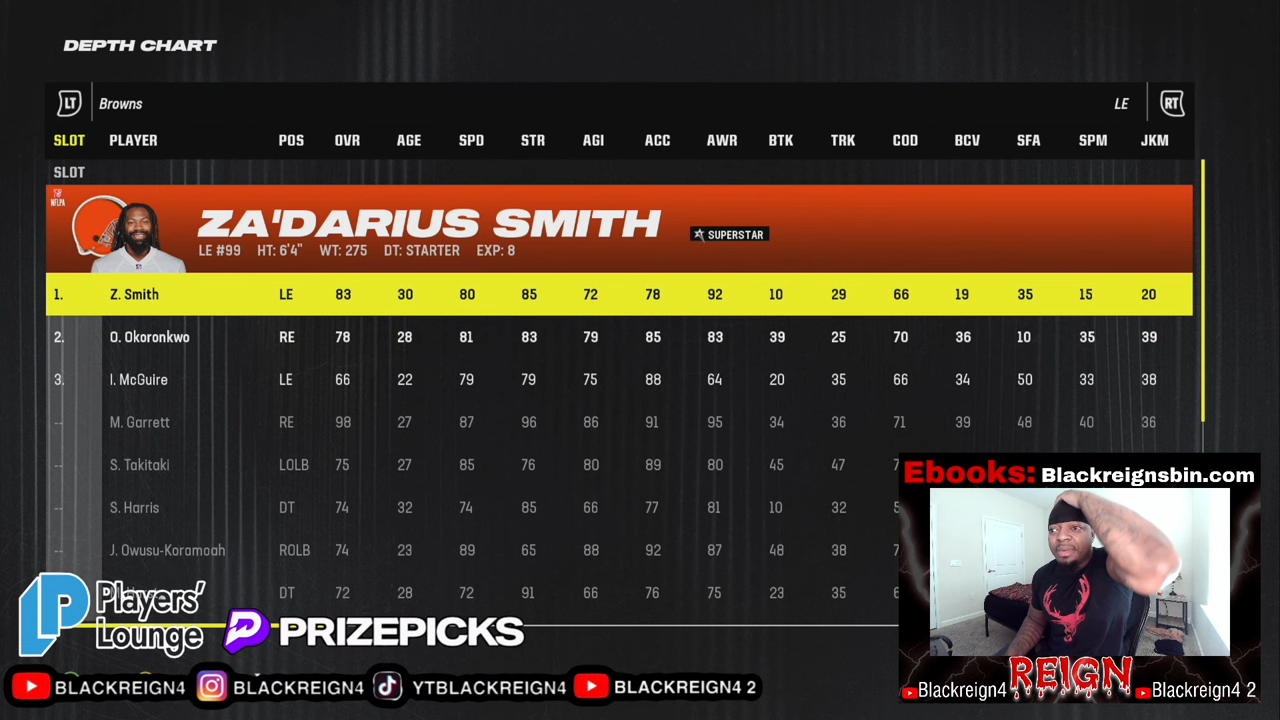 DEPTH CHART
LT Browns LE RT
SLOT PLAYER POS OVR AGE SPD STR AGI ACC AWR BTK TRK COD BCV SFA SPM JKM
SLOT
NFLPA
ZA'DARIUS SMITH SUPERSTAR
LE #99 HT: 6'4" WT: 275 DT: STARTER EXP: 8
1. Z. Smith LE 83 30 80 85 72 78 92 10 29 66 19 35 15 20
2. O. Okoronkwo RE 78 28 81 83 79 85 83 39 25 70 36 10 35 39
3. I. McGuire LE 66 22 79 79 75 88 64 20 35 66 34 50 33 38
-- M. Garrett RE 98 27 87 96 86 91 95 34 36 71 39 48 40 36
-- S. Takitaki LOLB 75 27 85 76 80 89 80 45 47
-- S. Harris DT 74 32 74 85 66 77 81 10 32
-- J. Owusu-Koramoah ROLB 74 23 89 65 88 92 87 48 38
DT 72 28 72 91 66 76 75 23 35
Ebooks: Blackreignsbin.com
Players' Lounge
PRIZEPICKS
REIGN
Blackreign4 Blackreign4 2
BLACKREIGN4 BLACKREIGN4 YTBLACKREIGN4 BLACKREIGN4 2